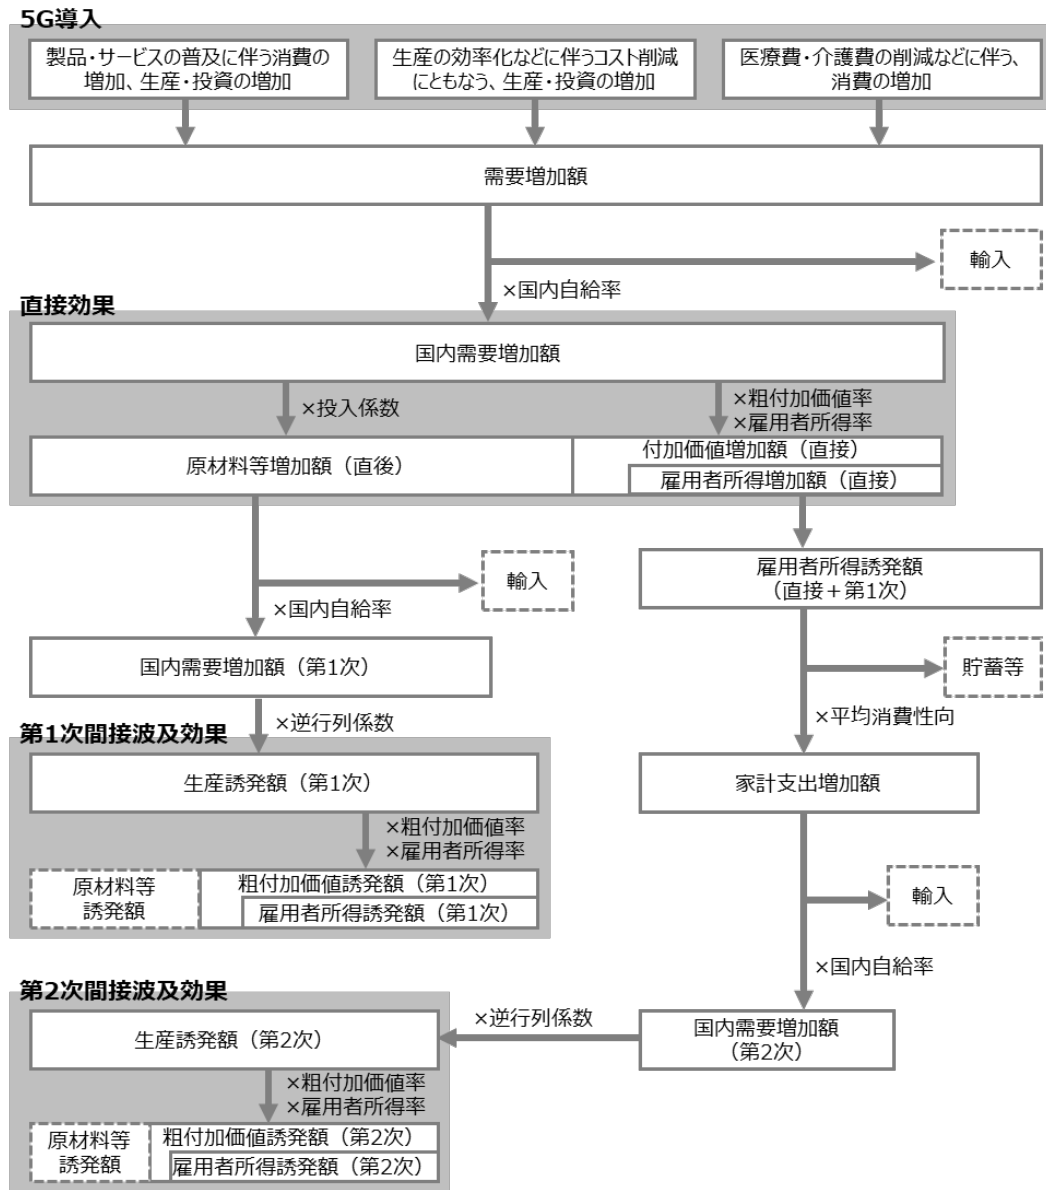 5G導入
製品・サービスの普及に伴う消費の
増加、生産・投資の増加
生産の効率化などに伴うコスト削減
にともなう、生産・投資の増加
医療費・介護費の削減などに伴う、
消費の増加
需要増加額
輸入
×国内自給率
直接効果
国内需要増加額
×投入係数
×粗付加価値率
×雇用者所得率
原材料等増加額（直後）
付加価値増加額（直接）
雇用者所得増加額（直接）
輸入
×国内自給率
雇用者所得誘発額
（直接＋第1次）
国内需要増加額（第1次）
貯蓄等
×逆行列係数
×平均消費性向
第1次間接波及効果
生産誘発額（第1次）
家計支出増加額
×粗付加価値率
×雇用者所得率
原材料等
誘発額
粗付加価値誘発額（第1次）
雇用者所得誘発額（第1次）
輸入
×国内自給率
第2次間接波及効果
×逆行列係数
国内需要増加額
（第2次）
生産誘発額（第2次）
×粗付加価値率
×雇用者所得率
原材料等
誘発額
粗付加価値誘発額（第2次）
雇用者所得誘発額（第2次）